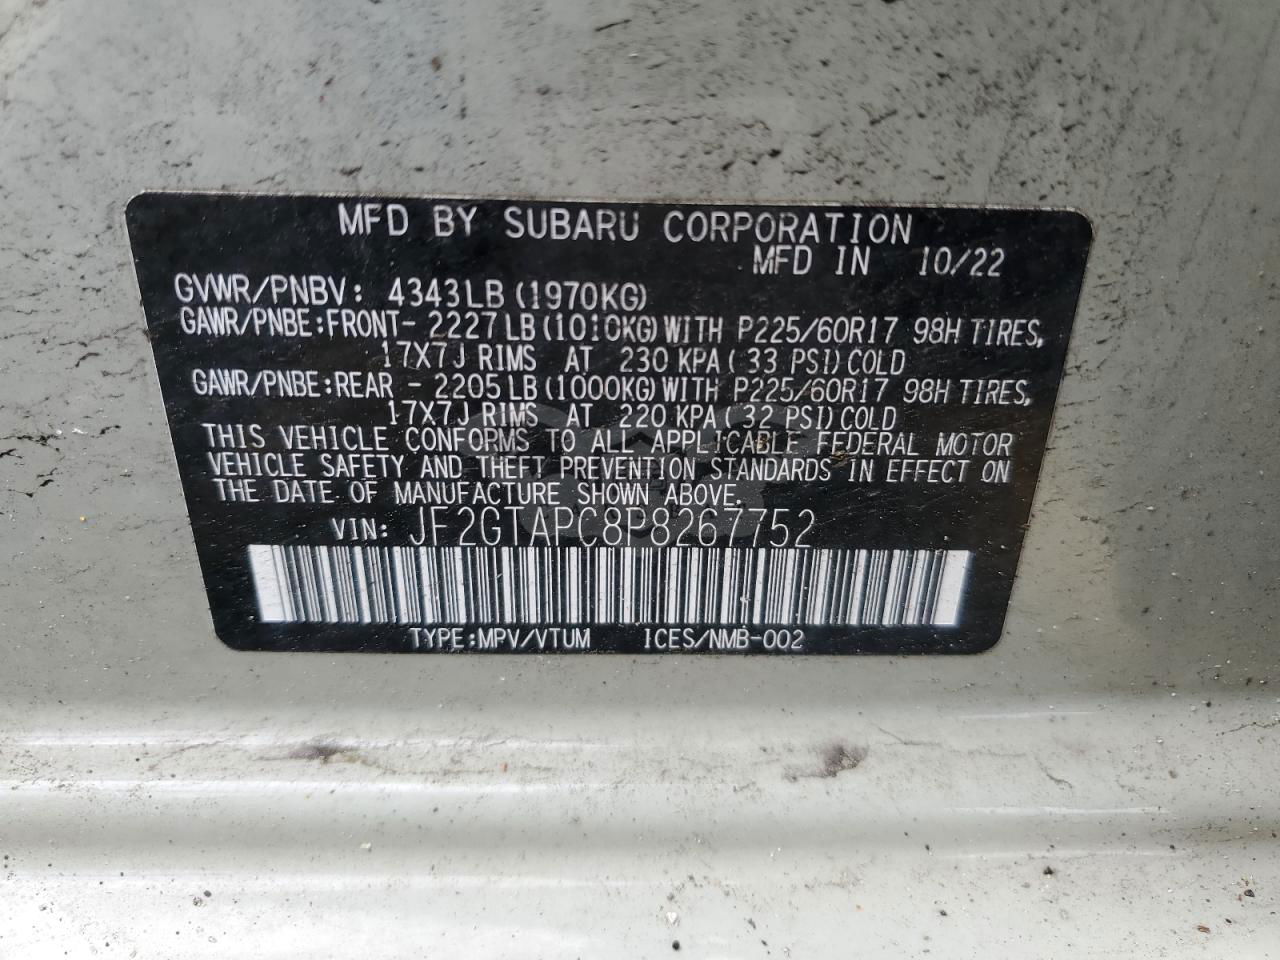 MFD BY SUBARU CORPORATION
MFD IN 10/22
GVWR/PNBV: 4343LB(1970KG)
GAWR/PNBE:FRONT- 2227LB(1010KG)WITH P225/60R17 98H TIRES,
17X7J RIMS AT 230 KPA( 33 PSI)COLD
GAWR/PNBE:REAR - 2205LB(1000KG)WITH P225/60R17 98H TIRES,
17X7J RIMS AT 220 KPA( 32 PSI)COLD
THIS VEHICLE CONFORMS TO ALL APPLICABLE FEDERAL MOTOR
VEHICLE SAFETY AND THEFT PREVENTION STANDARDS IN EFFECT ON
THE DATE OF MANUFACTURE SHOWN ABOVE.
VIN: JF2GTAPC8P8267752
TYPE:MPV/VTUM ICES/NMB-002